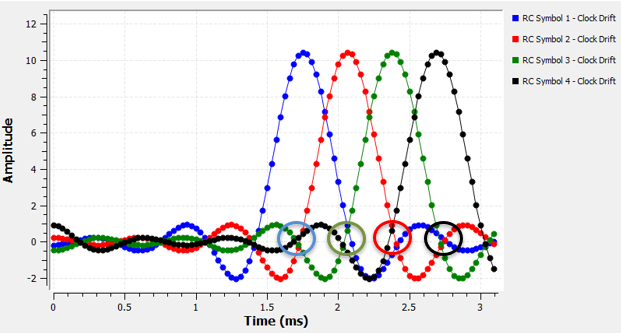 12
10
8
6
4
2
0
-2
Amplitude
0
0.5
1
1.5
2
2.5
3
Time (ms)
RC Symbol 1 - Clock Drift
RC Symbol 2 - Clock Drift
RC Symbol 3 - Clock Drift
RC Symbol 4 - Clock Drift